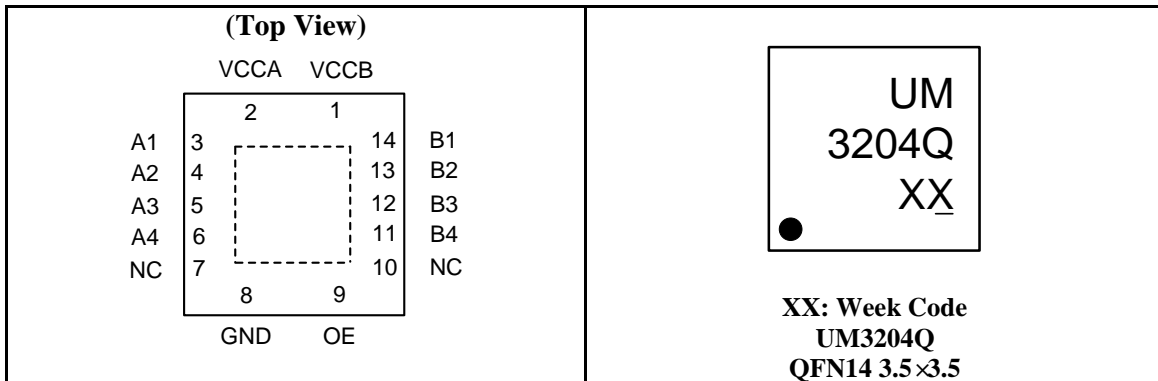 (Top View)
VCCA VCCB
2 1
A1 3 14 B1
A2 4 13 B2
A3 5 12 B3
A4 6 11 B4
NC 7 10 NC
8 9
GND OE
UM
3204Q
XX
XX: Week Code
UM3204Q
QFN14 3.5×3.5